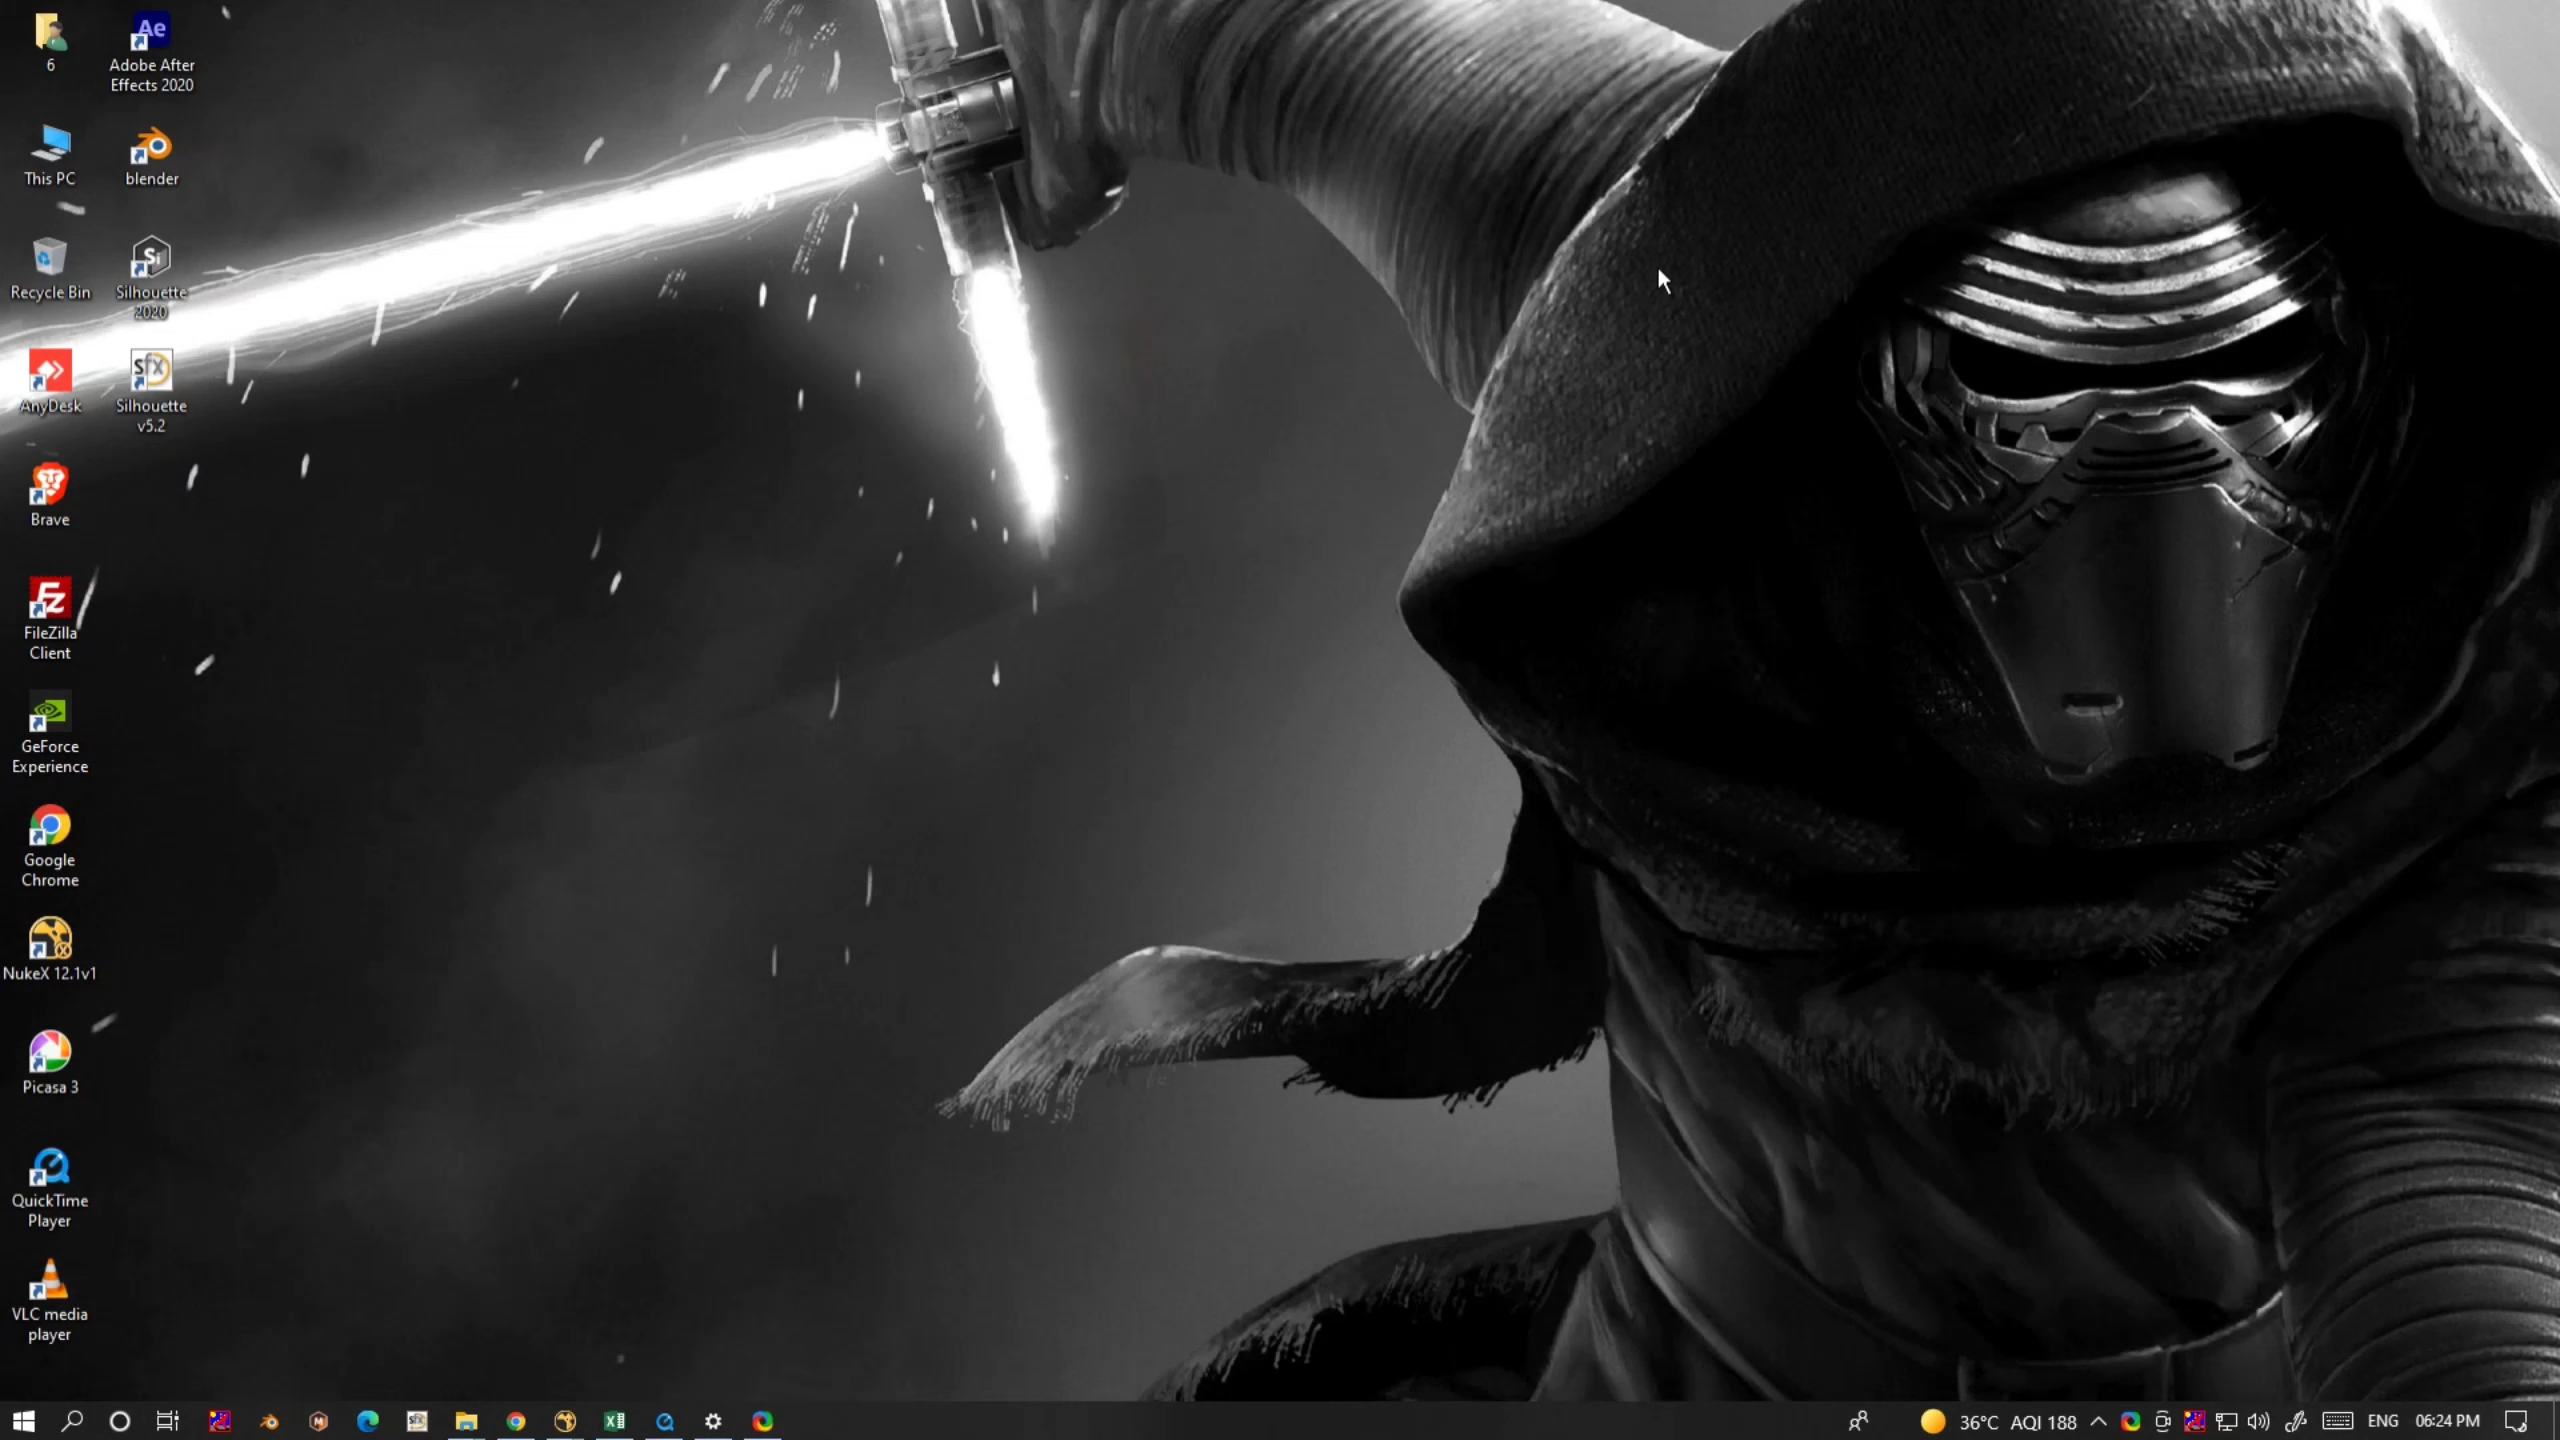 6
Adobe After
Effects 2020
This PC
blender
Recycle Bin
Silhouette
2020
AnyDesk
Silhouette
v5.2
Brave
FileZilla
Client
GeForce
Experience
Google
Chrome
NukeX 12.1v1
Picasa 3
QuickTime
Player
VLC media
player
36°C AQI 188
ENG
06:24 PM